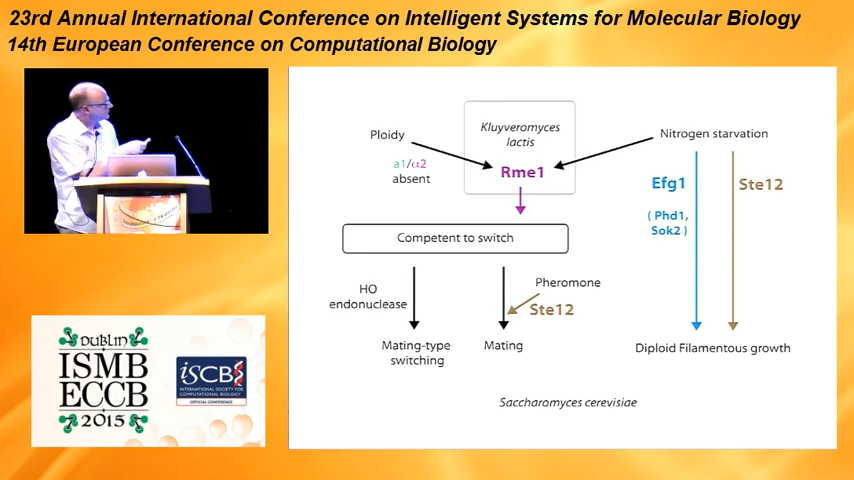 23rd Annual International Conference on Intelligent Systems for Molecular Biology
14th European Conference on Computational Biology
Kluyveromyces
lactis
Ploidy
Nitrogen starvation
a1/α2
absent
Rme1
Efg1
Ste12
( Phd1,
Sok2 )
Competent to switch
HO
endonuclease
Pheromone
Ste12
Mating-type
switching
Mating
Diploid Filamentous growth
Saccharomyces cerevisiae
DUBLIN
ISMB
ECCB
2015
ISCB
INTERNATIONAL SOCIETY FOR
COMPUTATIONAL BIOLOGY
OFFICIAL CONFERENCE